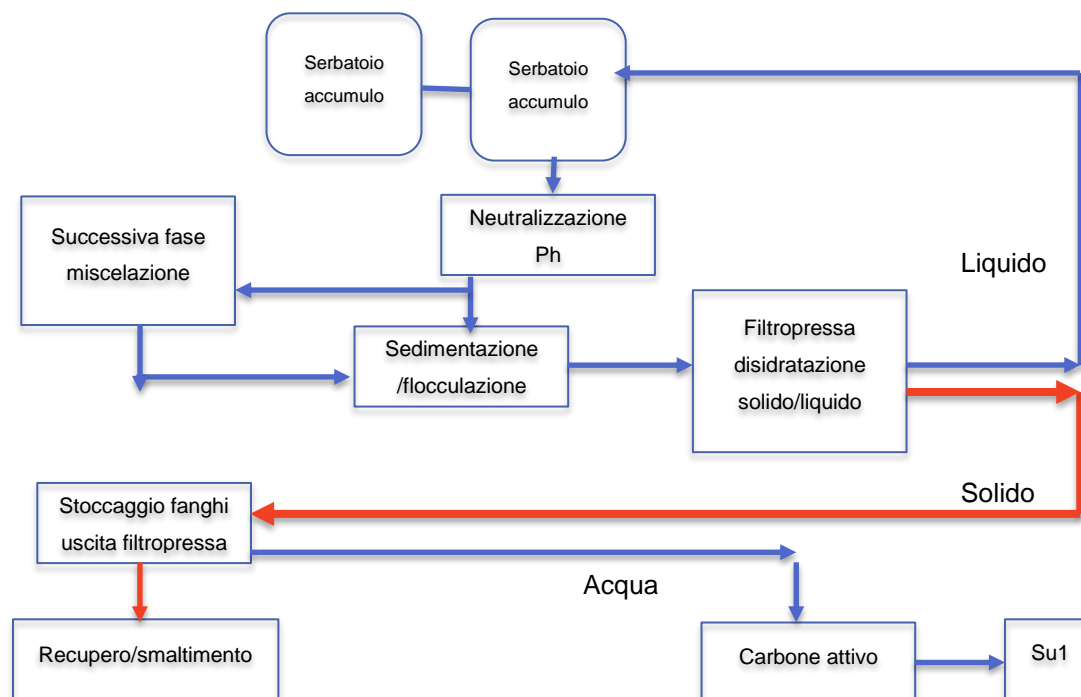 Serbatoio
accumulo
Serbatoio
accumulo
Neutralizzazione
Ph
Successiva fase
miscelazione
Sedimentazione
/flocculazione
Filtropressa
disidratazione
solido/liquido
Liquido
Solido
Stoccaggio fanghi
uscita filtropressa
Acqua
Recupero/smaltimento
Carbone attivo
Su1